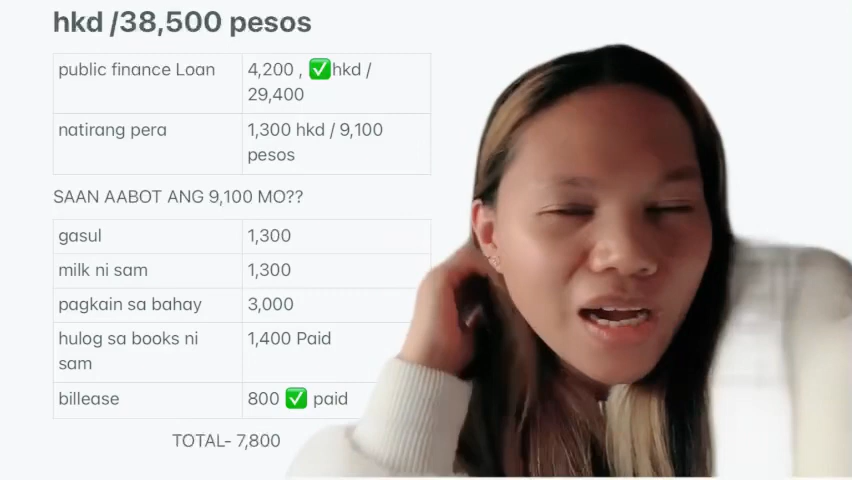 hkd /38,500 pesos
public finance Loan
4,200 , ✅hkd /
29,400
natirang pera
1,300 hkd / 9,100
pesos
SAAN AABOT ANG 9,100 MO??
gasul
1,300
milk ni sam
1,300
pagkain sa bahay
3,000
hulog sa books ni
sam
1,400 Paid
billease
800 ✅ paid
TOTAL- 7,800